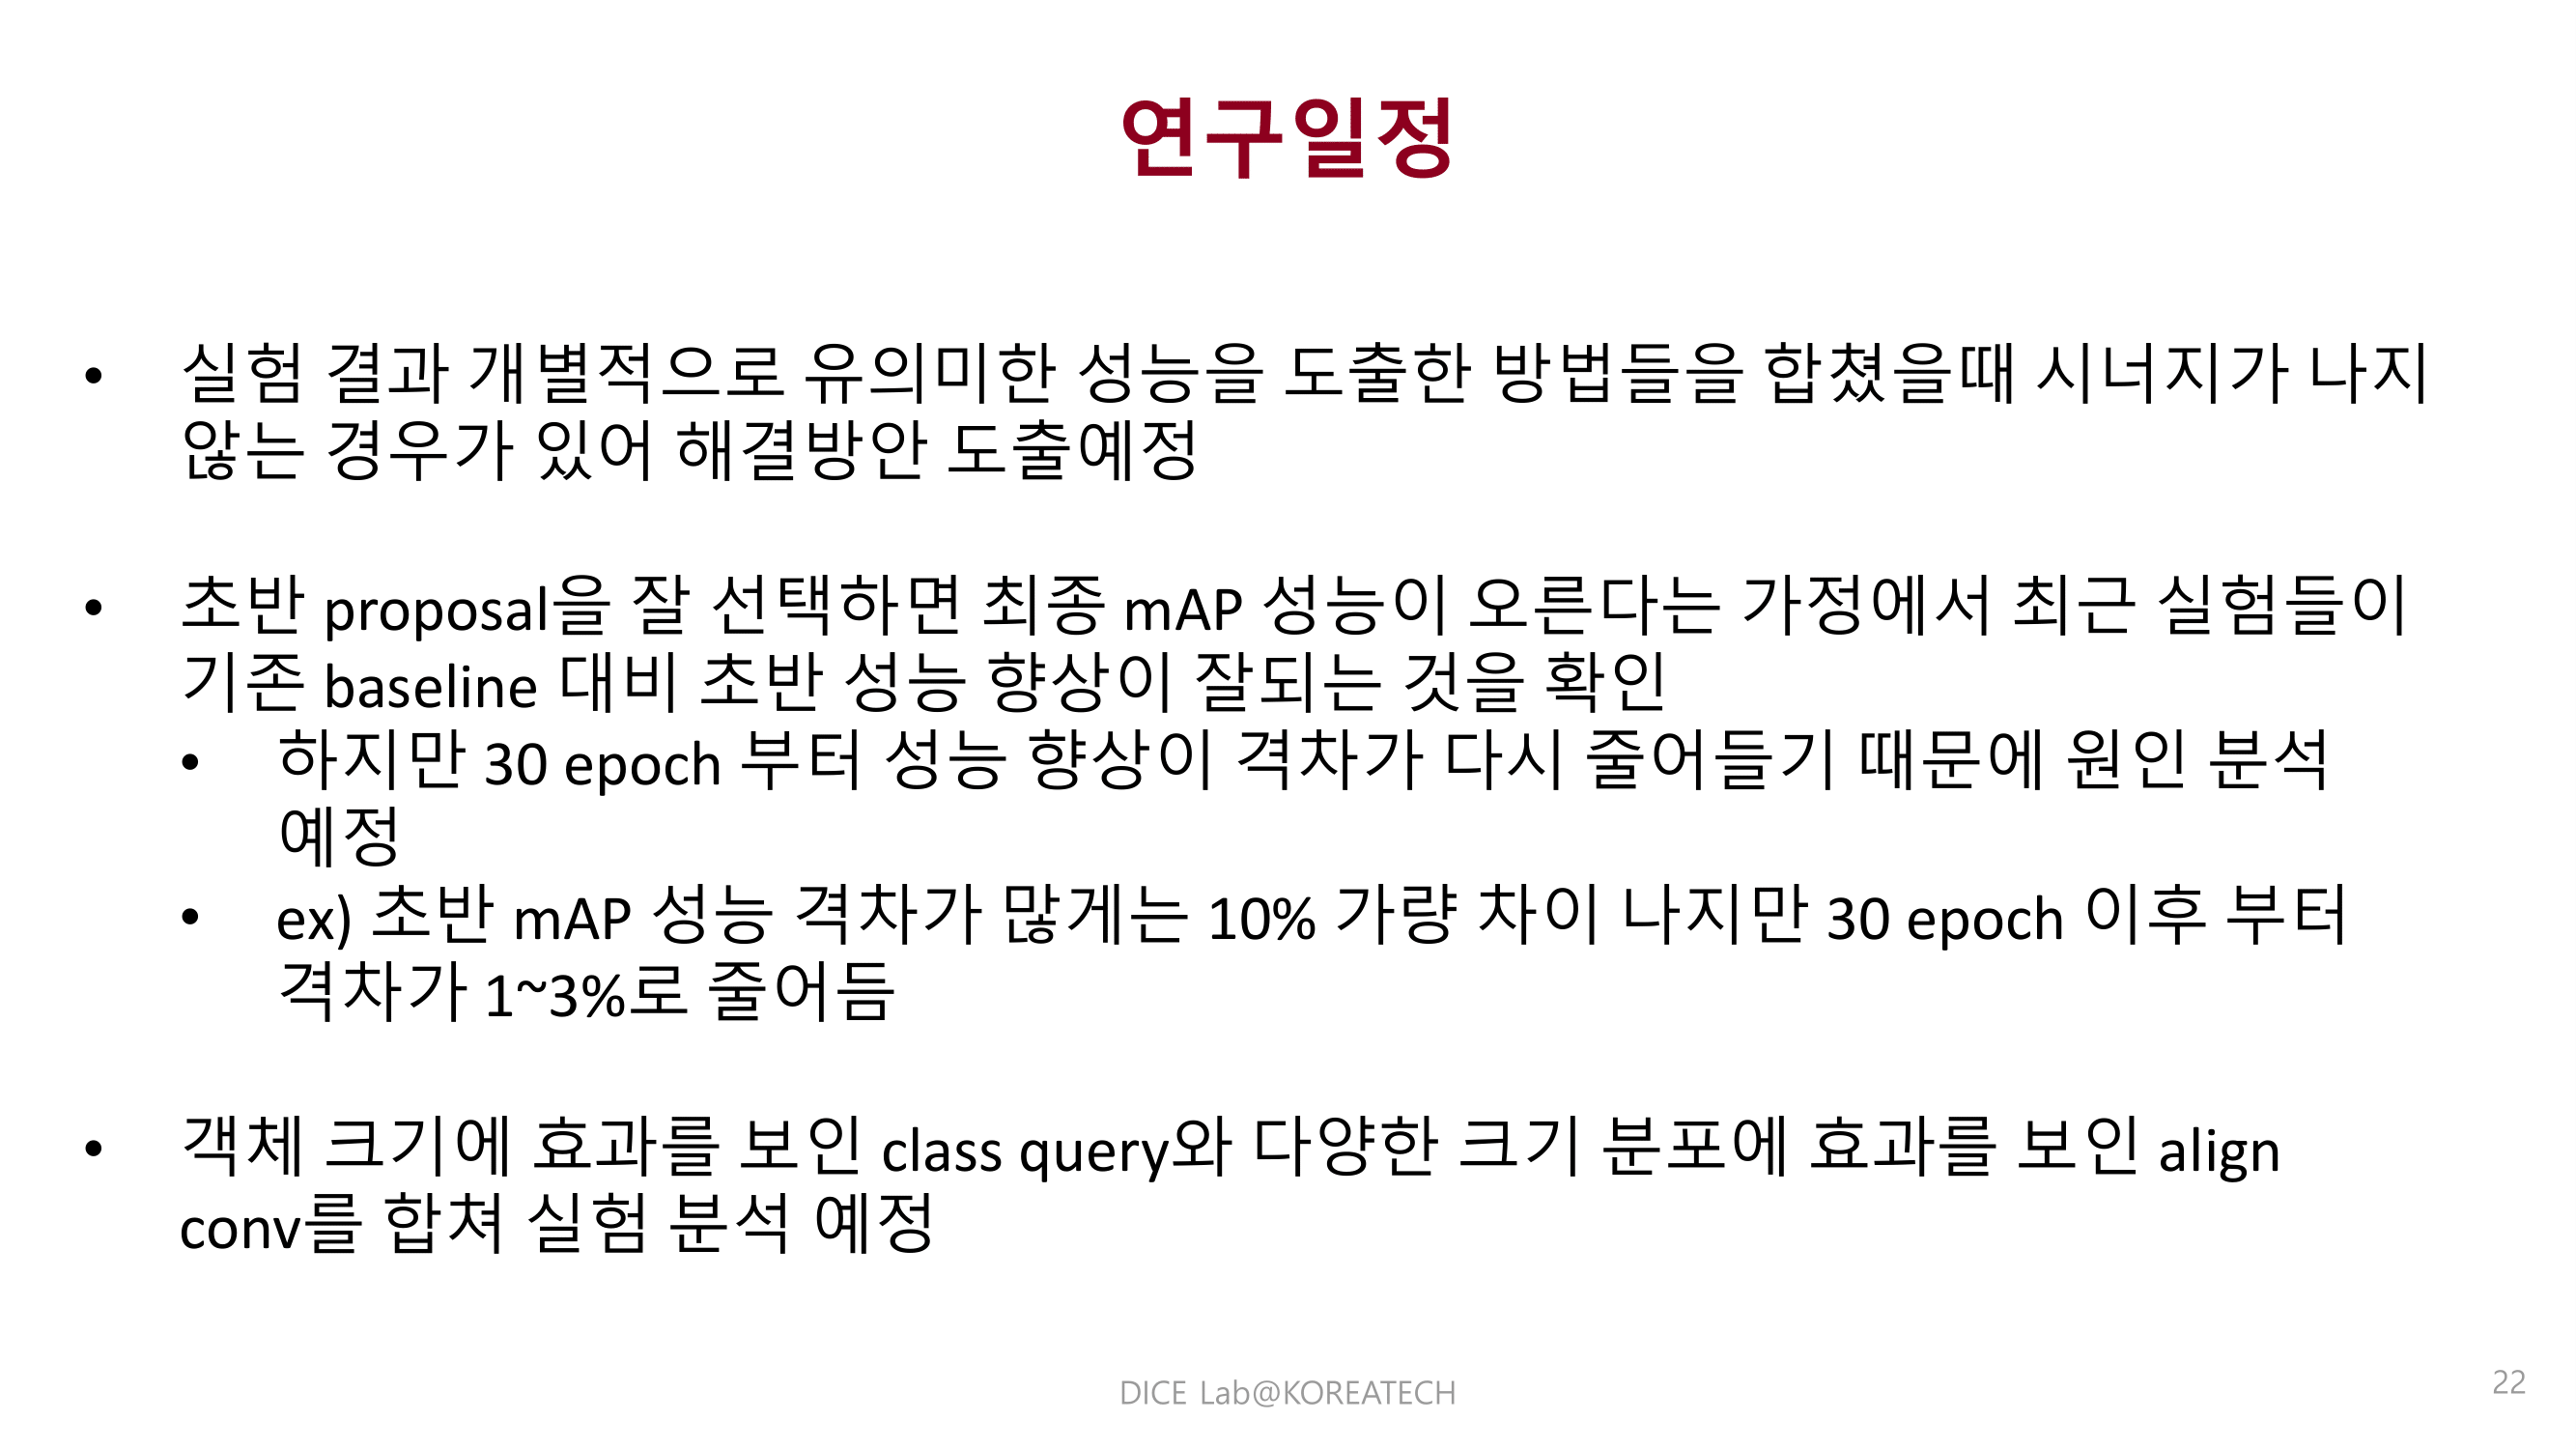 연구일정
• 실험 결과 개별적으로 유의미한 성능을 도출한 방법들을 합쳤을때 시너지가 나지
않는 경우가 있어 해결방안 도출예정
• 초반 proposal을 잘 선택하면 최종 mAP 성능이 오른다는 가정에서 최근 실험들이
기존 baseline 대비 초반 성능 향상이 잘되는 것을 확인
• 하지만 30 epoch 부터 성능 향상이 격차가 다시 줄어들기 때문에 원인 분석
예정
• ex) 초반 mAP 성능 격차가 많게는 10% 가량 차이 나지만 30 epoch 이후 부터
격차가 1~3%로 줄어듬
• 객체 크기에 효과를 보인 class query와 다양한 크기 분포에 효과를 보인 align
conv를 합쳐 실험 분석 예정
DICE Lab@KOREATECH
22